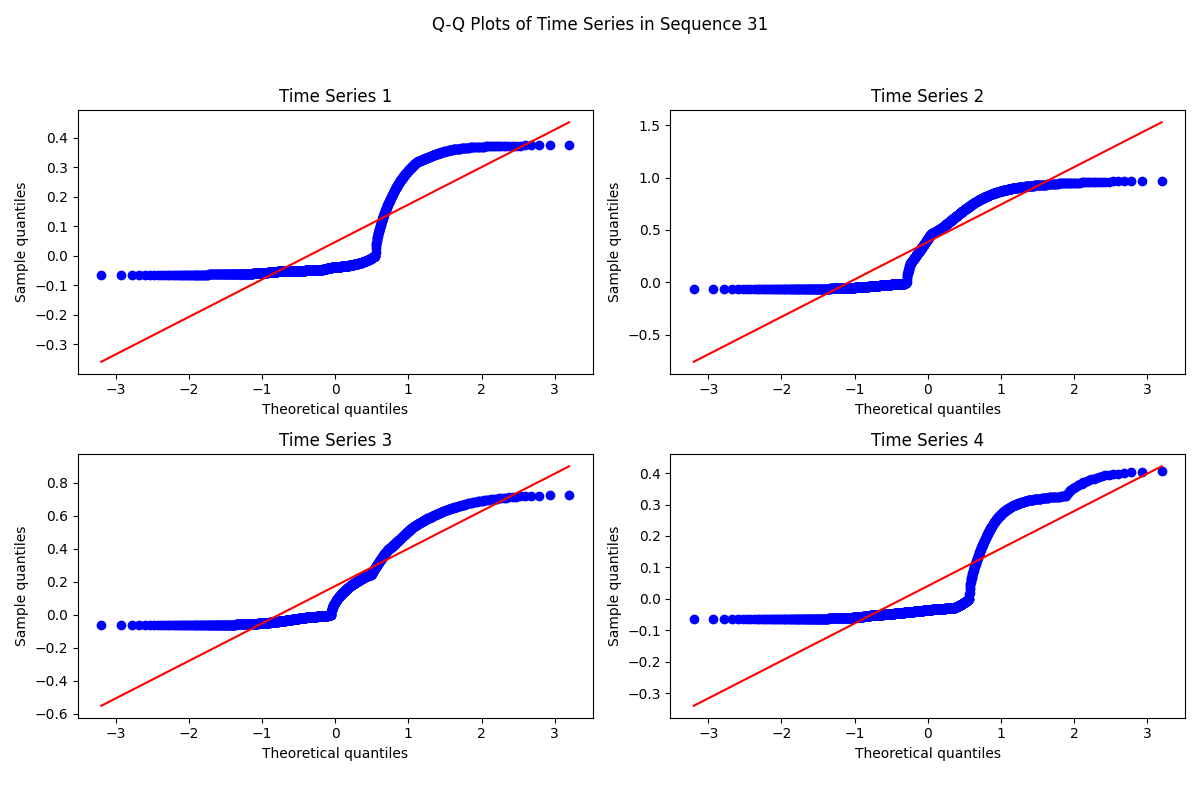 Q-Q Plots of Time Series in Sequence 31
Time Series 1
0.4
0.3
0.2
0.1
0.0
−0.1
−0.2
−0.3
Sample quantiles
−3 −2 −1 0 1 2 3
Theoretical quantiles
Time Series 2
1.5
1.0
0.5
0.0
−0.5
Sample quantiles
−3 −2 −1 0 1 2 3
Theoretical quantiles
Time Series 3
0.8
0.6
0.4
0.2
0.0
−0.2
−0.4
−0.6
Sample quantiles
−3 −2 −1 0 1 2 3
Theoretical quantiles
Time Series 4
0.4
0.3
0.2
0.1
0.0
−0.1
−0.2
−0.3
Sample quantiles
−3 −2 −1 0 1 2 3
Theoretical quantiles